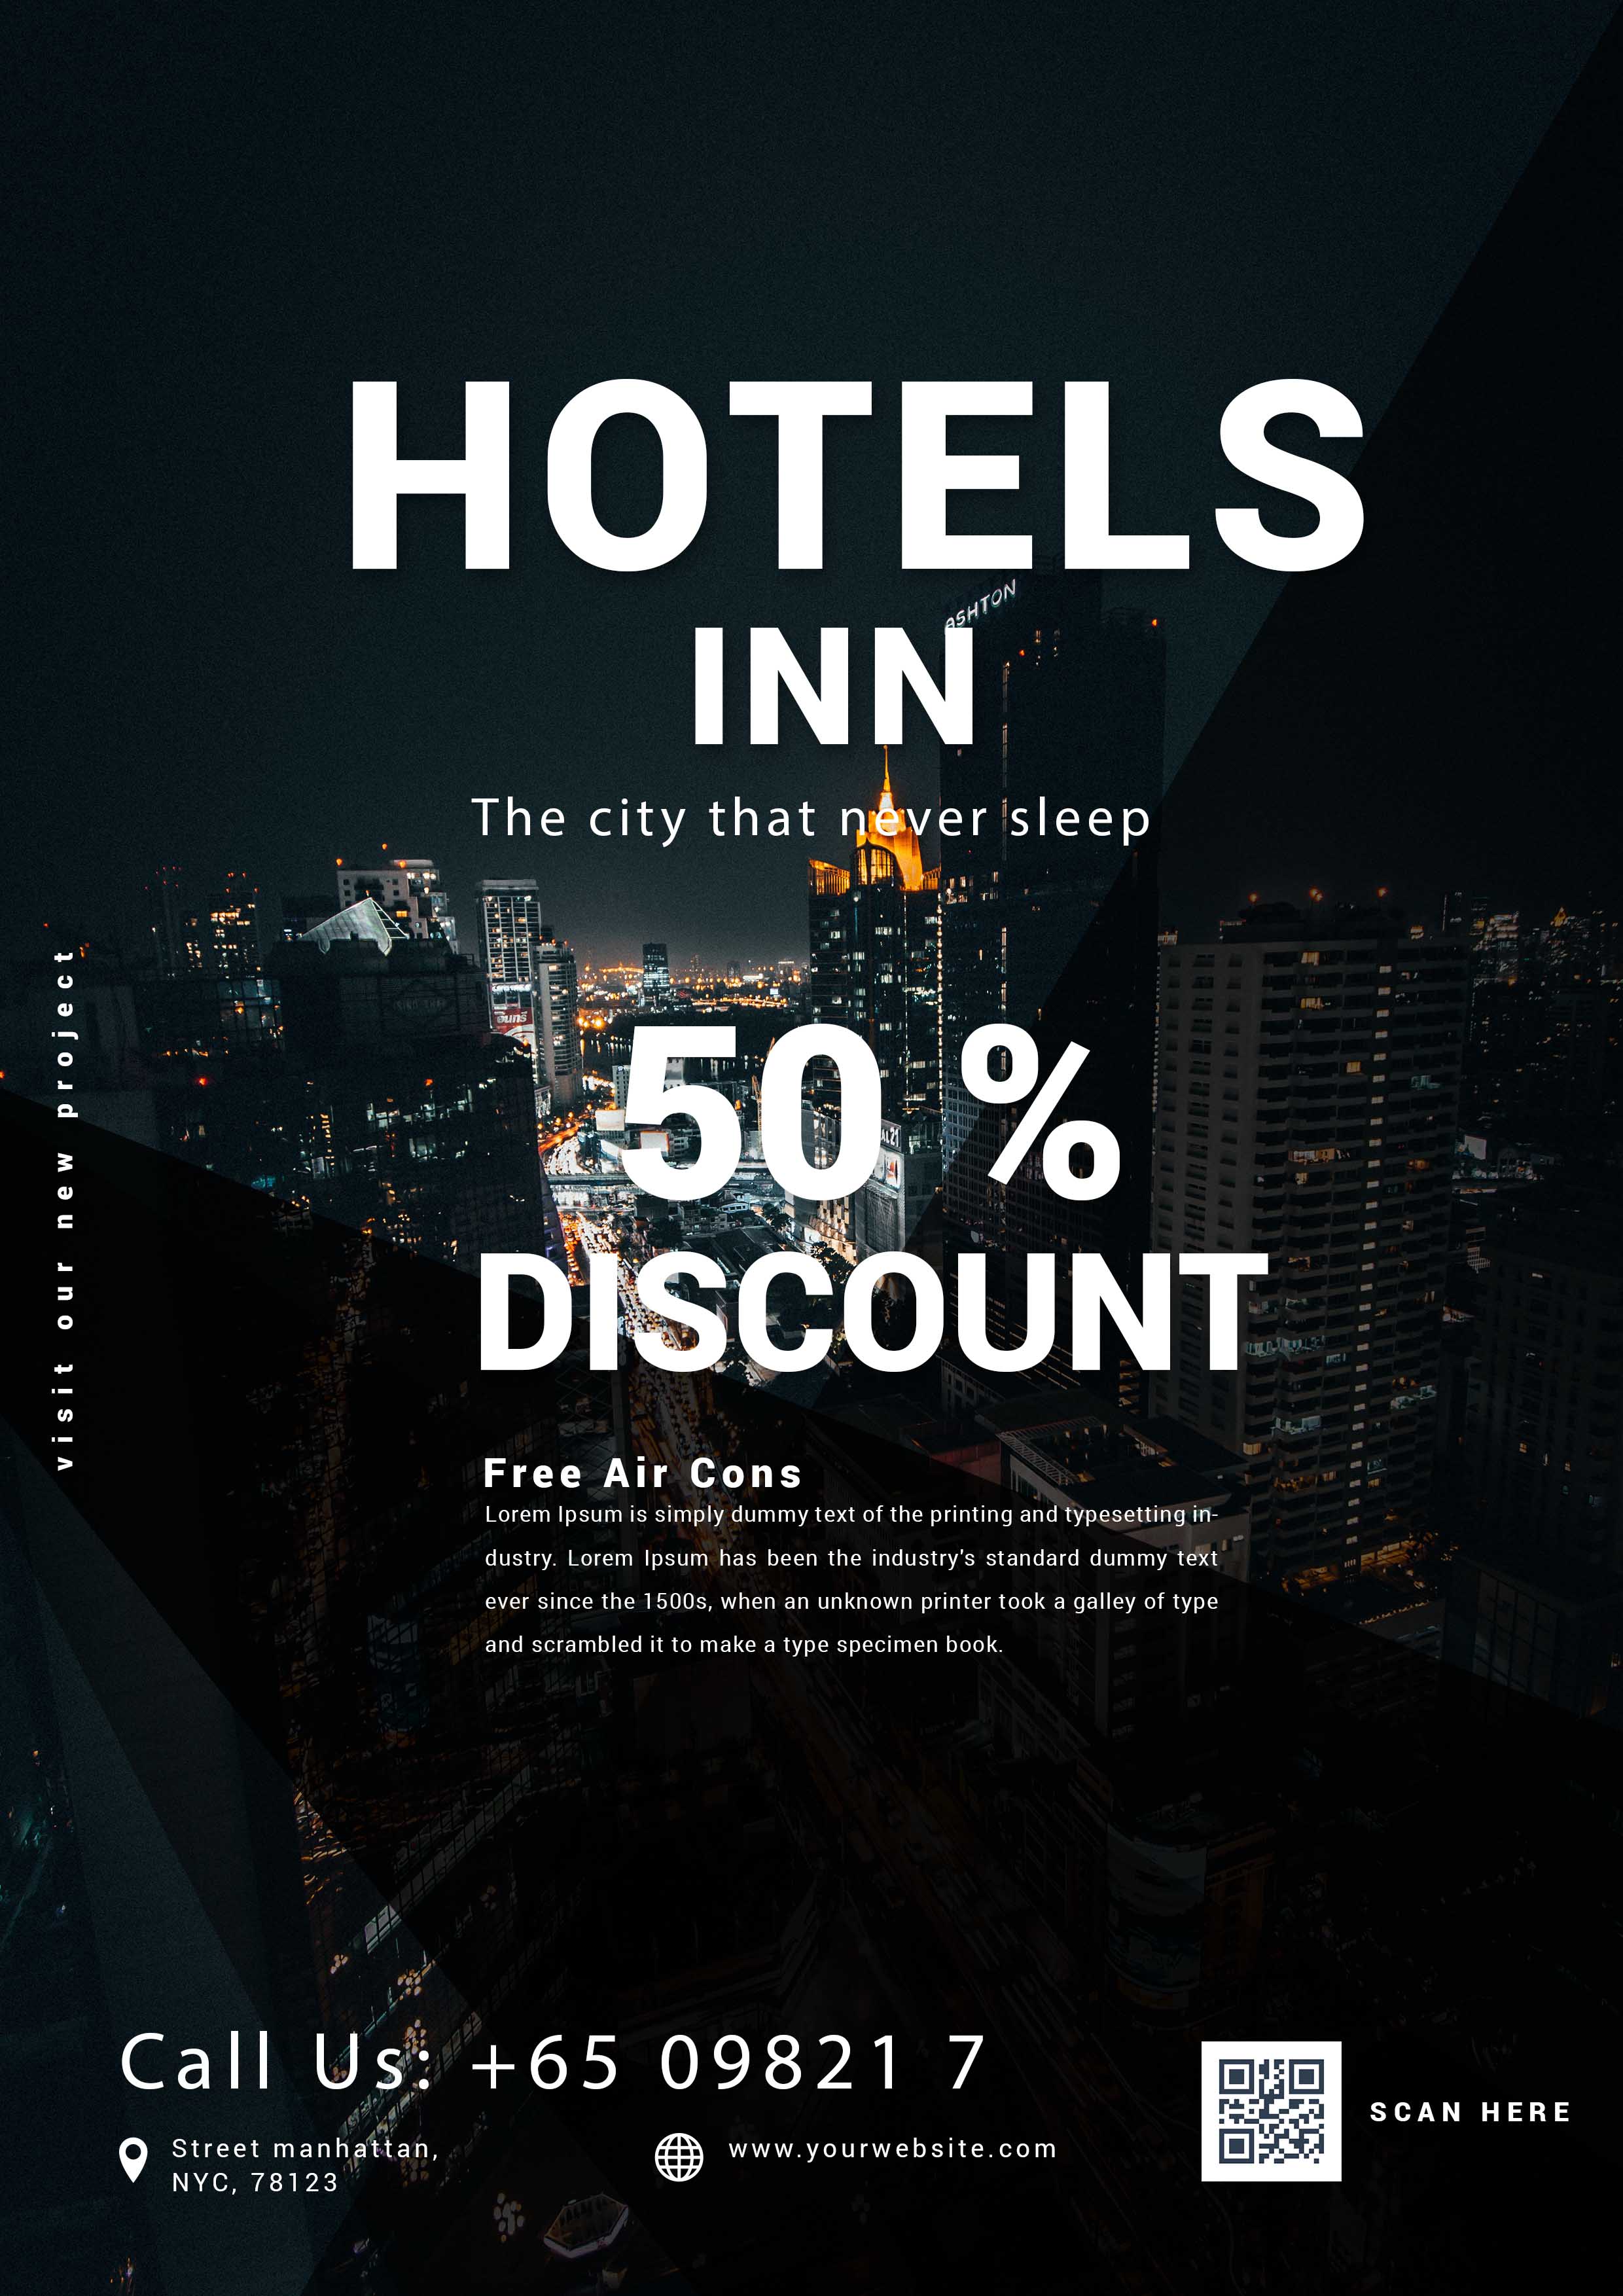 HOTELS
ASHTON
INN
The city that never sleep
50 %
DISCOUNT
visit our new project
Free Air Cons
Lorem Ipsum is simply dummy text of the printing and typesetting in-
dustry. Lorem Ipsum has been the industry's standard dummy text
ever since the 1500s, when an unknown printer took a galley of type
and scrambled it to make a type specimen book.
Call Us: +65 09821 7
Street manhattan,
NYC, 78123
www.yourwebsite.com
SCAN HERE